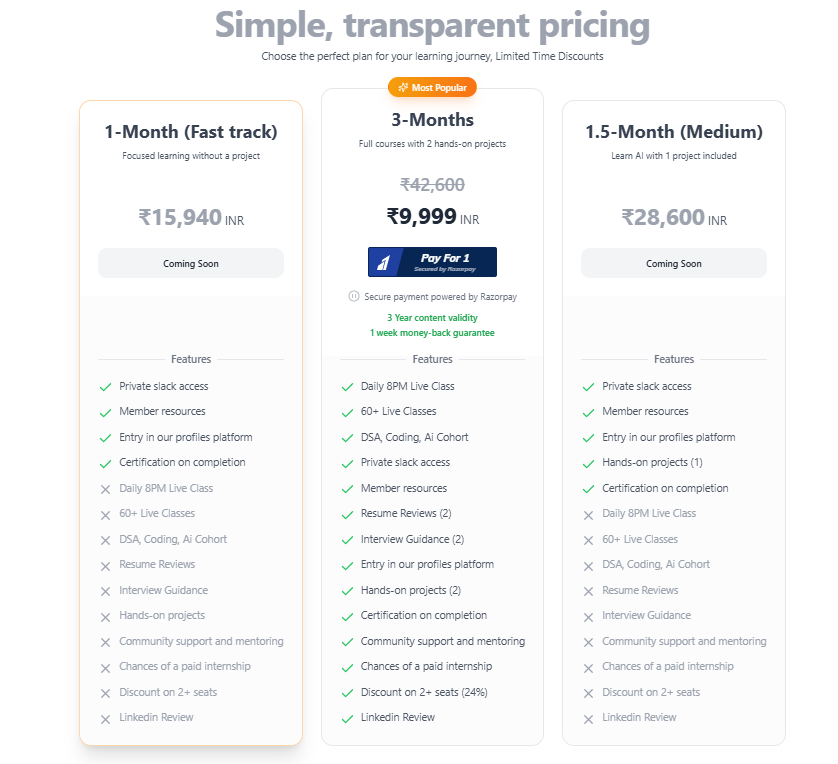 Simple, transparent pricing
Choose the perfect plan for your learning journey, Limited Time Discounts
1-Month (Fast track)
Focused learning without a project
₹15,940 INR
Coming Soon
Features
Private slack access
Member resources
Entry in our profiles platform
Certification on completion
Daily 8PM Live Class
60+ Live Classes
DSA, Coding, Ai Cohort
Resume Reviews
Interview Guidance
Hands-on projects
Community support and mentoring
Chances of a paid internship
Discount on 2+ seats
Linkedin Review
Most Popular
3-Months
Full courses with 2 hands-on projects
₹42,600
₹9,999 INR
Pay For 1
Secured by Razorpay
Secure payment powered by Razorpay
3 Year content validity
1 week money-back guarantee
Features
Daily 8PM Live Class
60+ Live Classes
DSA, Coding, Ai Cohort
Private slack access
Member resources
Resume Reviews (2)
Interview Guidance (2)
Entry in our profiles platform
Hands-on projects (2)
Certification on completion
Community support and mentoring
Chances of a paid internship
Discount on 2+ seats (24%)
Linkedin Review
1.5-Month (Medium)
Learn AI with 1 project included
₹28,600 INR
Coming Soon
Features
Private slack access
Member resources
Entry in our profiles platform
Hands-on projects (1)
Certification on completion
Daily 8PM Live Class
60+ Live Classes
DSA, Coding, Ai Cohort
Resume Reviews
Interview Guidance
Community support and mentoring
Chances of a paid internship
Discount on 2+ seats
Linkedin Review